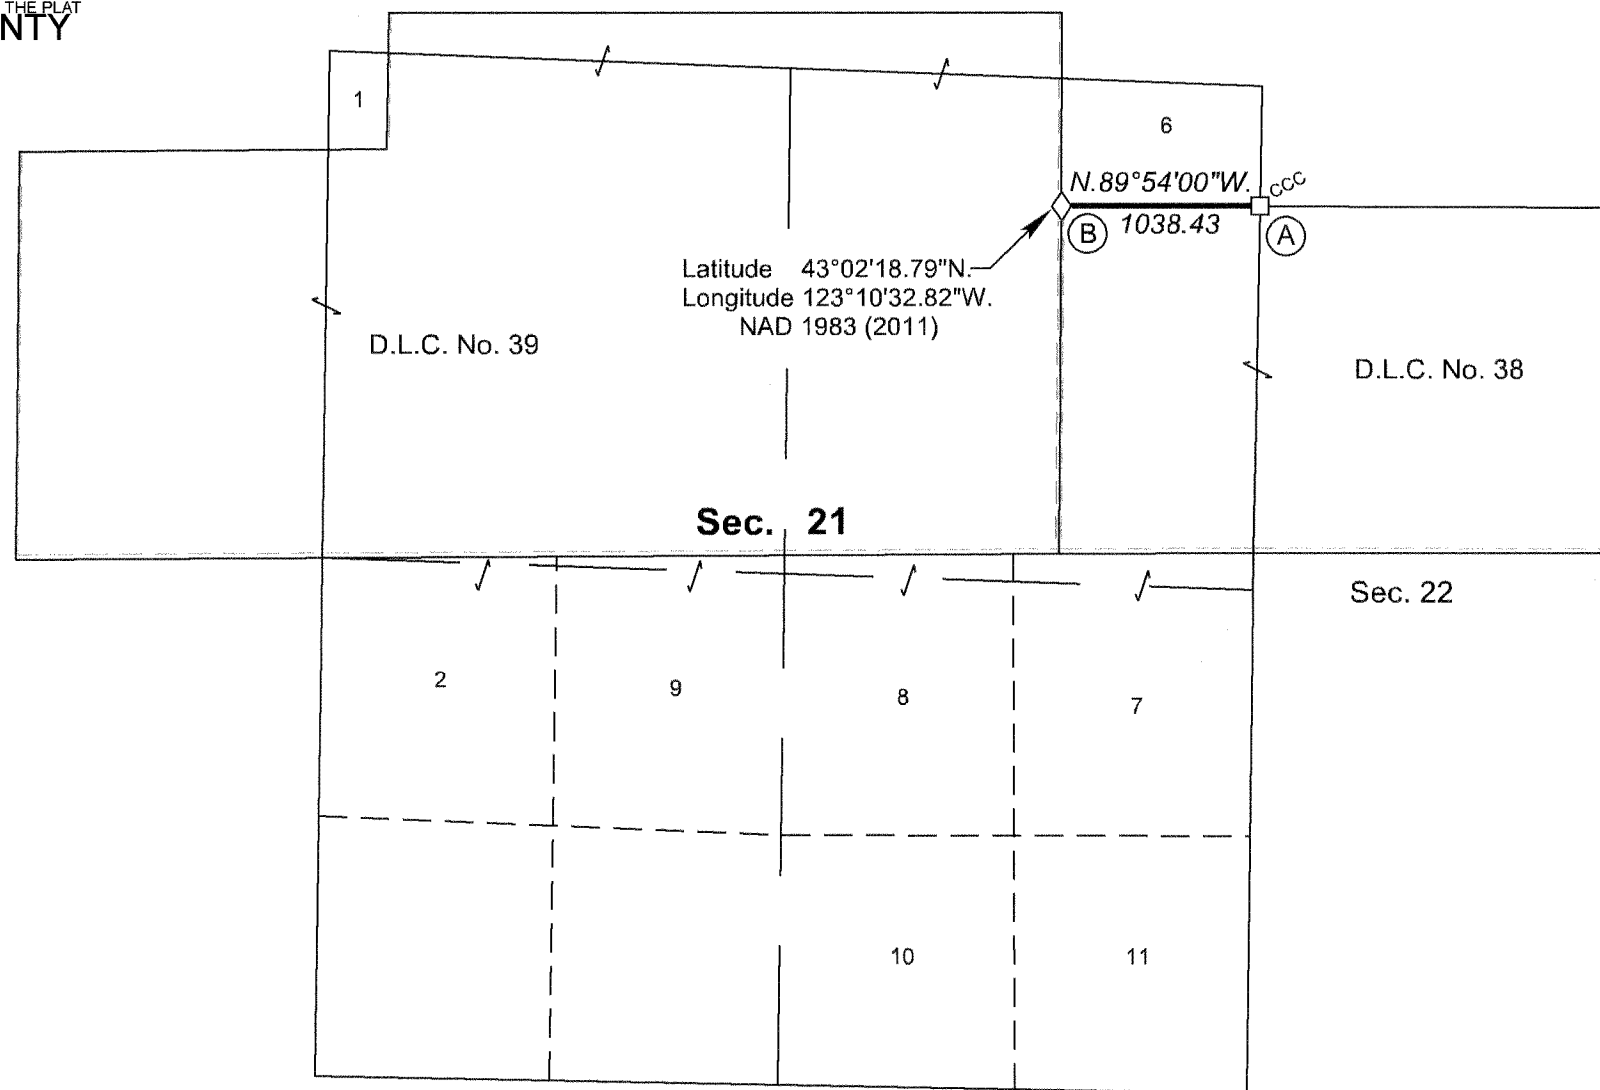 THE PLAT
NTY
1
6
N.89°54'00"W.
CCC
B
1038.43
A
Latitude 43°02'18.79"N.
Longitude 123°10'32.82"W.
NAD 1983 (2011)
D.L.C. No. 39
D.L.C. No. 38
Sec. 21
Sec. 22
2
9
8
7
10
11